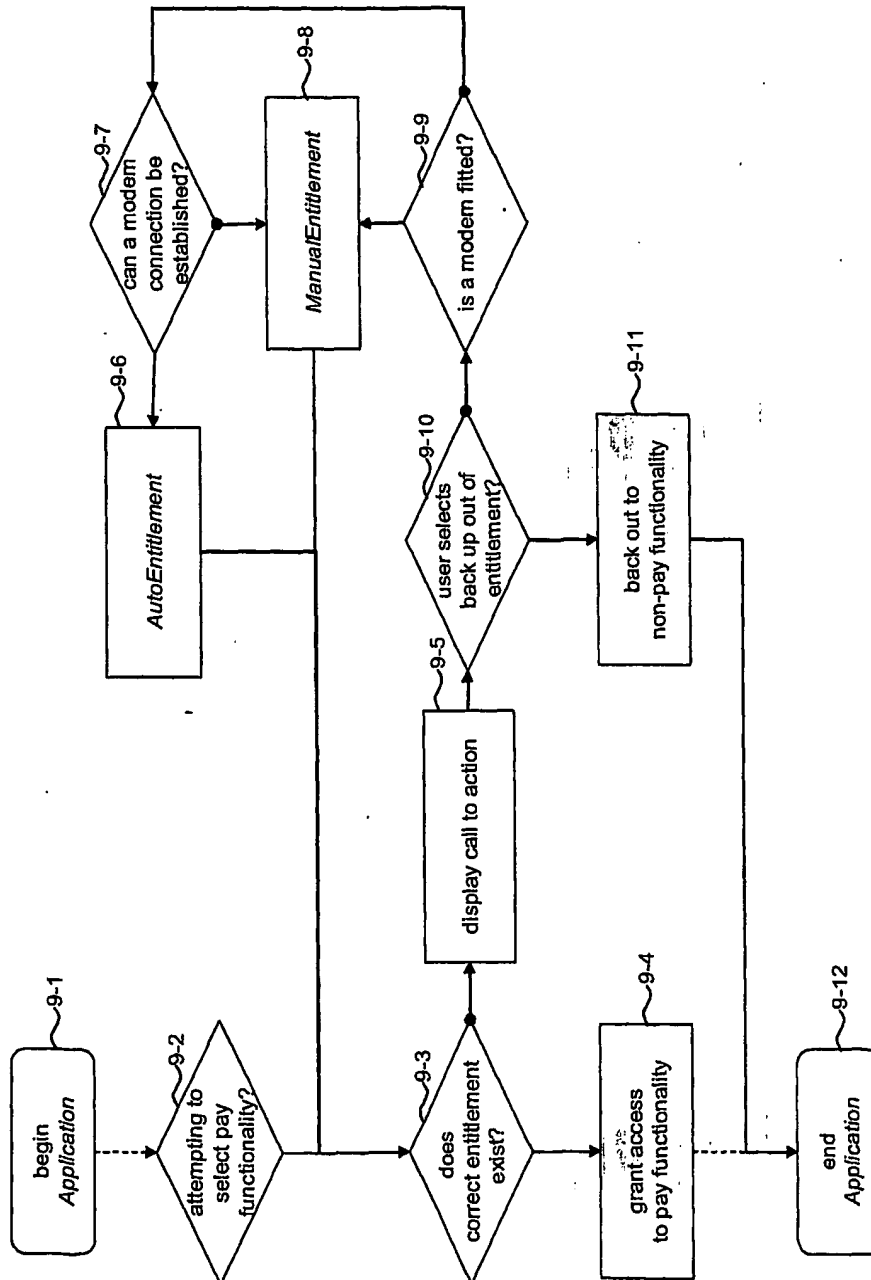 9-1
begin
Application
9-2
attempting to
select pay
functionality?
9-3
does
correct entitlement
exist?
9-4
grant access
to pay functionality
9-5
display call to action
9-6
AutoEntitlement
9-7
can a modem
connection be
established?
9-8
ManualEntitlement
9-9
is a modem fitted?
9-10
user selects
back up out of
entitlement?
9-11
back out to
non-pay functionality
9-12
end
Application